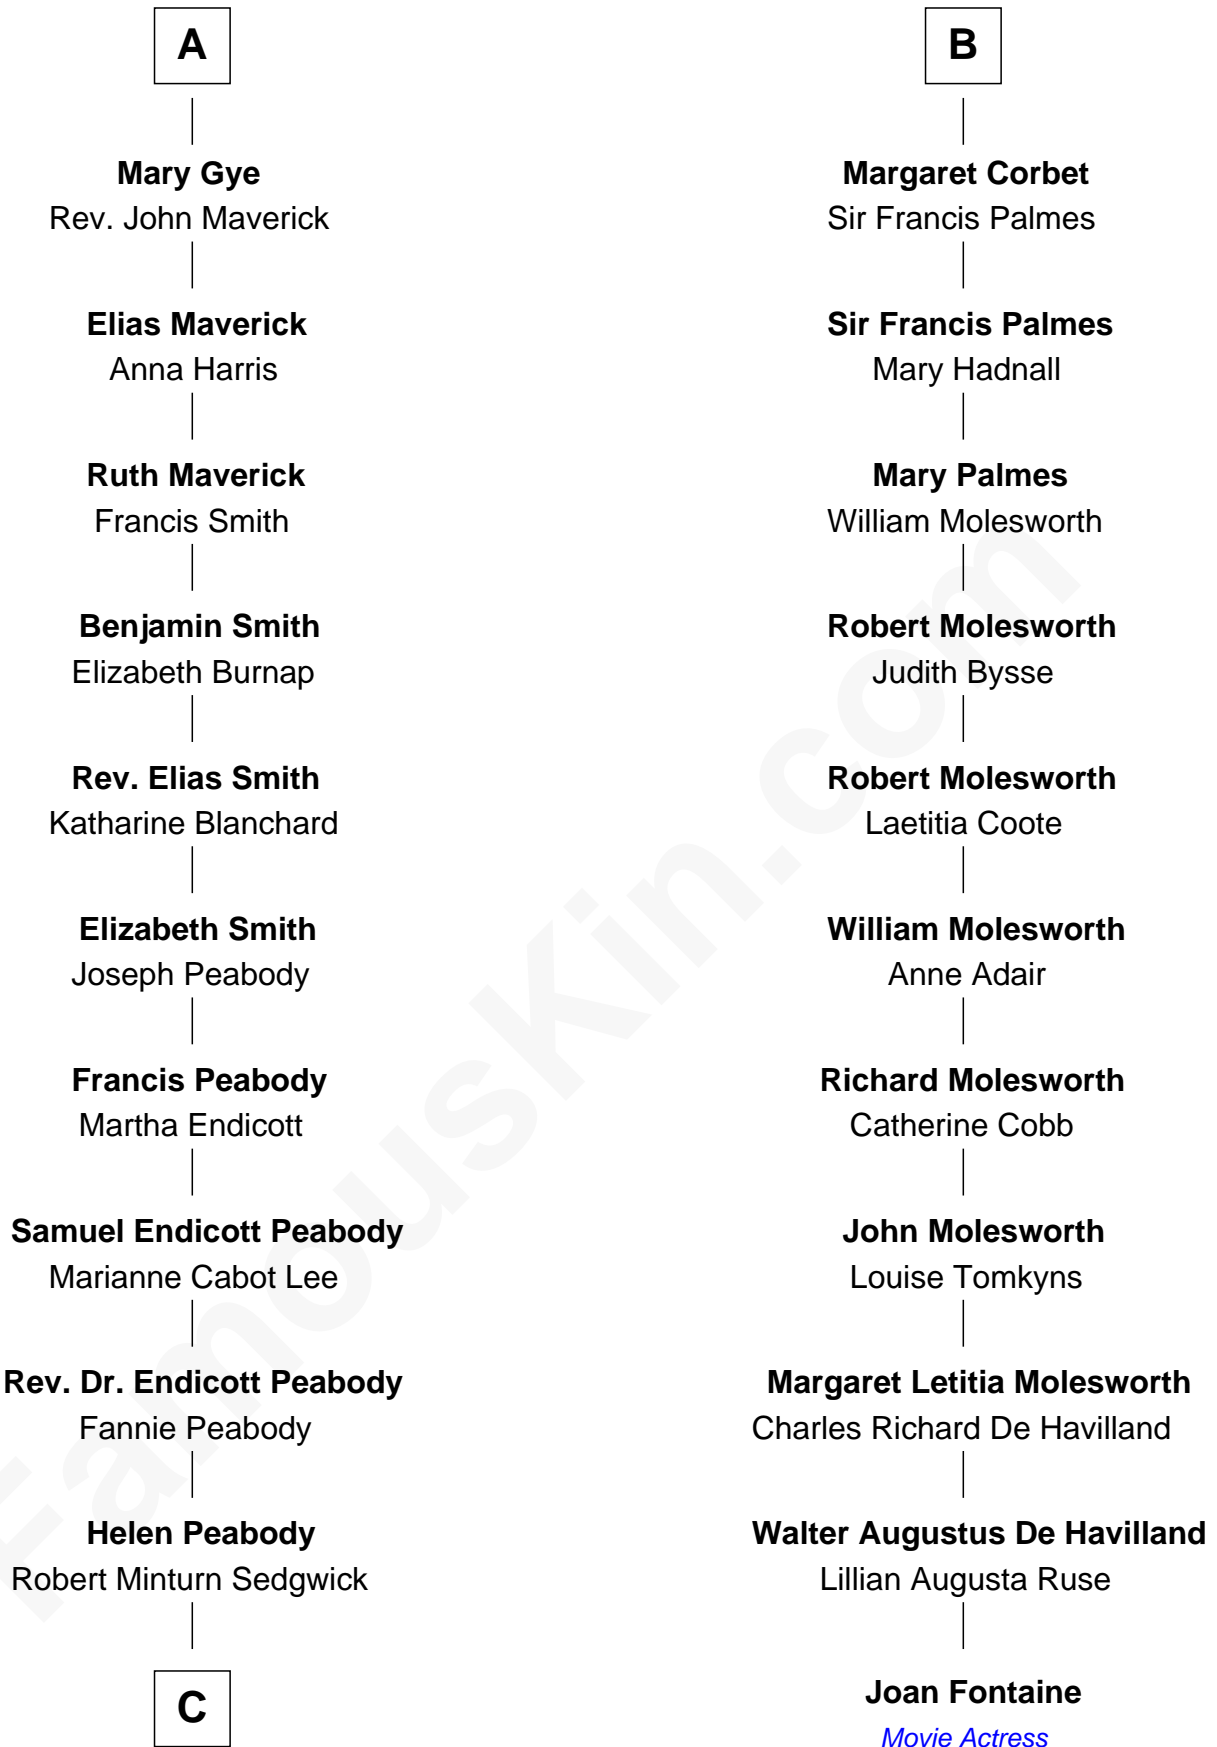 A
Mary Gye
Rev. John Maverick
Elias Maverick
Anna Harris
Ruth Maverick
Francis Smith
Benjamin Smith
Elizabeth Burnap
Rev. Elias Smith
Katharine Blanchard
Elizabeth Smith
Joseph Peabody
Francis Peabody
Martha Endicott
Samuel Endicott Peabody
Marianne Cabot Lee
Rev. Dr. Endicott Peabody
Fannie Peabody
Helen Peabody
Robert Minturn Sedgwick
C
B
Margaret Corbet
Sir Francis Palmes
Sir Francis Palmes
Mary Hadnall
Mary Palmes
William Molesworth
Robert Molesworth
Judith Bysse
Robert Molesworth
Laetitia Coote
William Molesworth
Anne Adair
Richard Molesworth
Catherine Cobb
John Molesworth
Louise Tomkyns
Margaret Letitia Molesworth
Charles Richard De Havilland
Walter Augustus De Havilland
Lillian Augusta Ruse
Joan Fontaine
Movie Actress
FamousKin.com